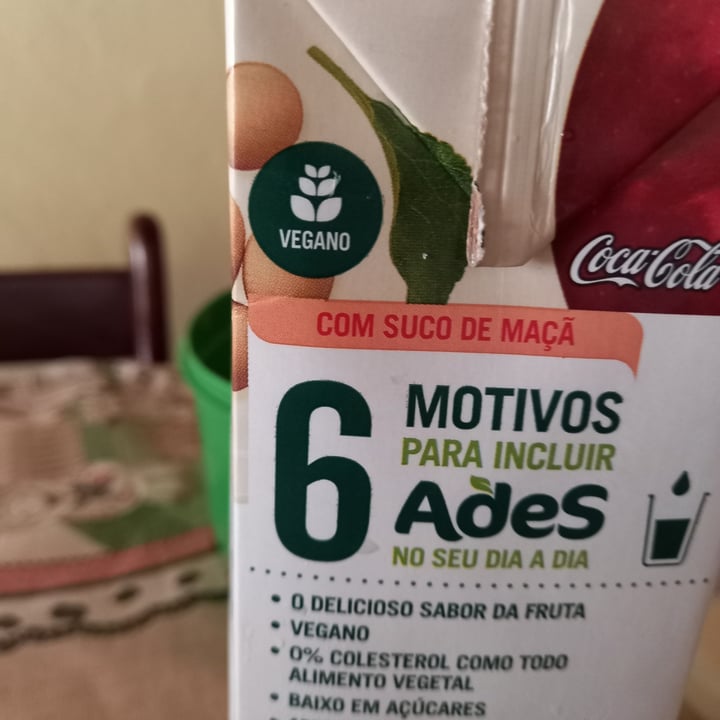 VEGANO
Coca-Cola
COM SUCO DE MAÇÃ
6
MOTIVOS
PARA INCLUIR
AdeS
NO SEU DIA A DIA
• O DELICIOSO SABOR DA FRUTA
• VEGANO
• 0% COLESTEROL COMO TODO
ALIMENTO VEGETAL
• BAIXO EM AÇÚCARES